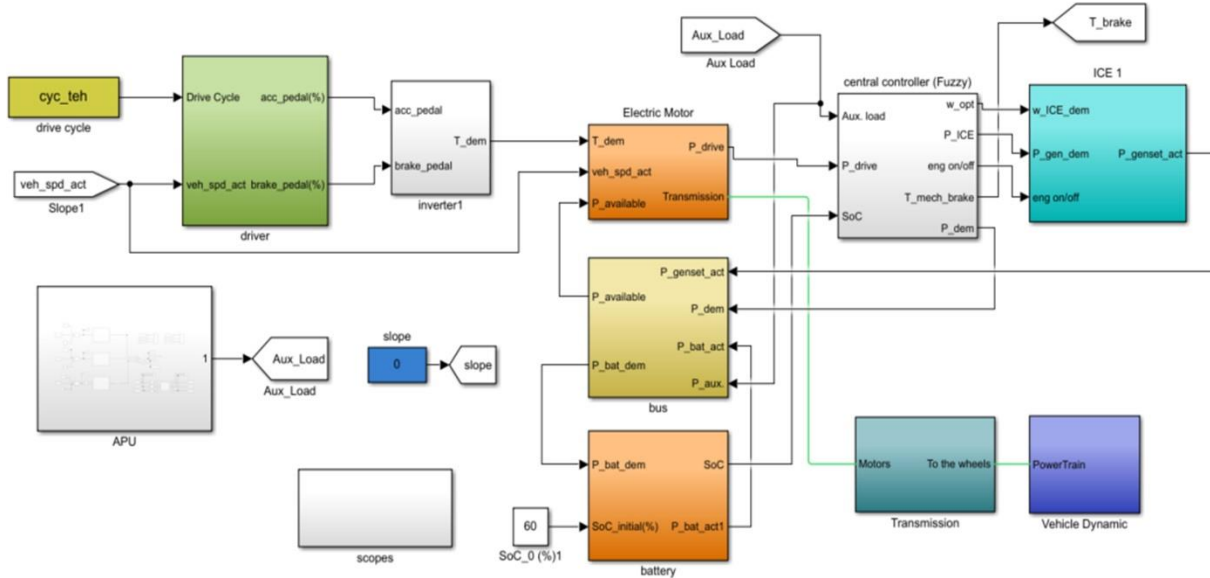 cyc_teh
drive cycle
veh_spd_act
Slope1
Drive Cycle
acc_pedal(%)
veh_spd_act
brake_pedal(%)
driver
acc_pedal
T_dem
brake_pedal
inverter1
Electric Motor
T_dem
P_drive
veh_spd_act
Transmission
P_available
Aux_Load
Aux Load
central controller (Fuzzy)
Aux. load
w_opt
P_ICE
P_drive
eng on/off
T_mech_brake
SoC
P_dem
T_brake
ICE 1
w_ICE_dem
P_gen_dem
P_genset_act
eng on/off
P_genset_act
P_available
P_dem
P_bat_act
P_bat_dem
P_aux.
bus
1
APU
Aux_Load
Aux_Load
slope
0
slope
P_bat_dem
SoC
60
SoC_initial(%)
P_bat_act1
SoC_0 (%)1
battery
scopes
Motors
To the wheels
Transmission
PowerTrain
Vehicle Dynamic